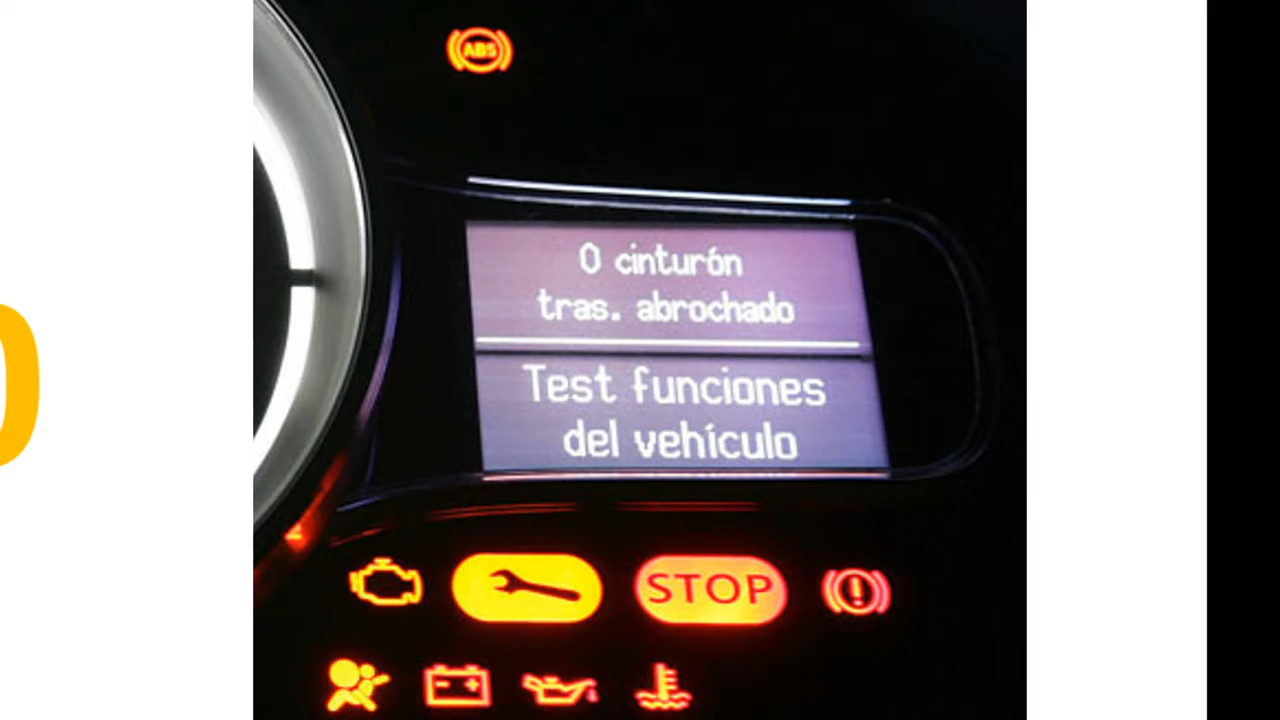 ABS
0 cinturón
tras. abrochado
Test funciones
del vehículo
STOP